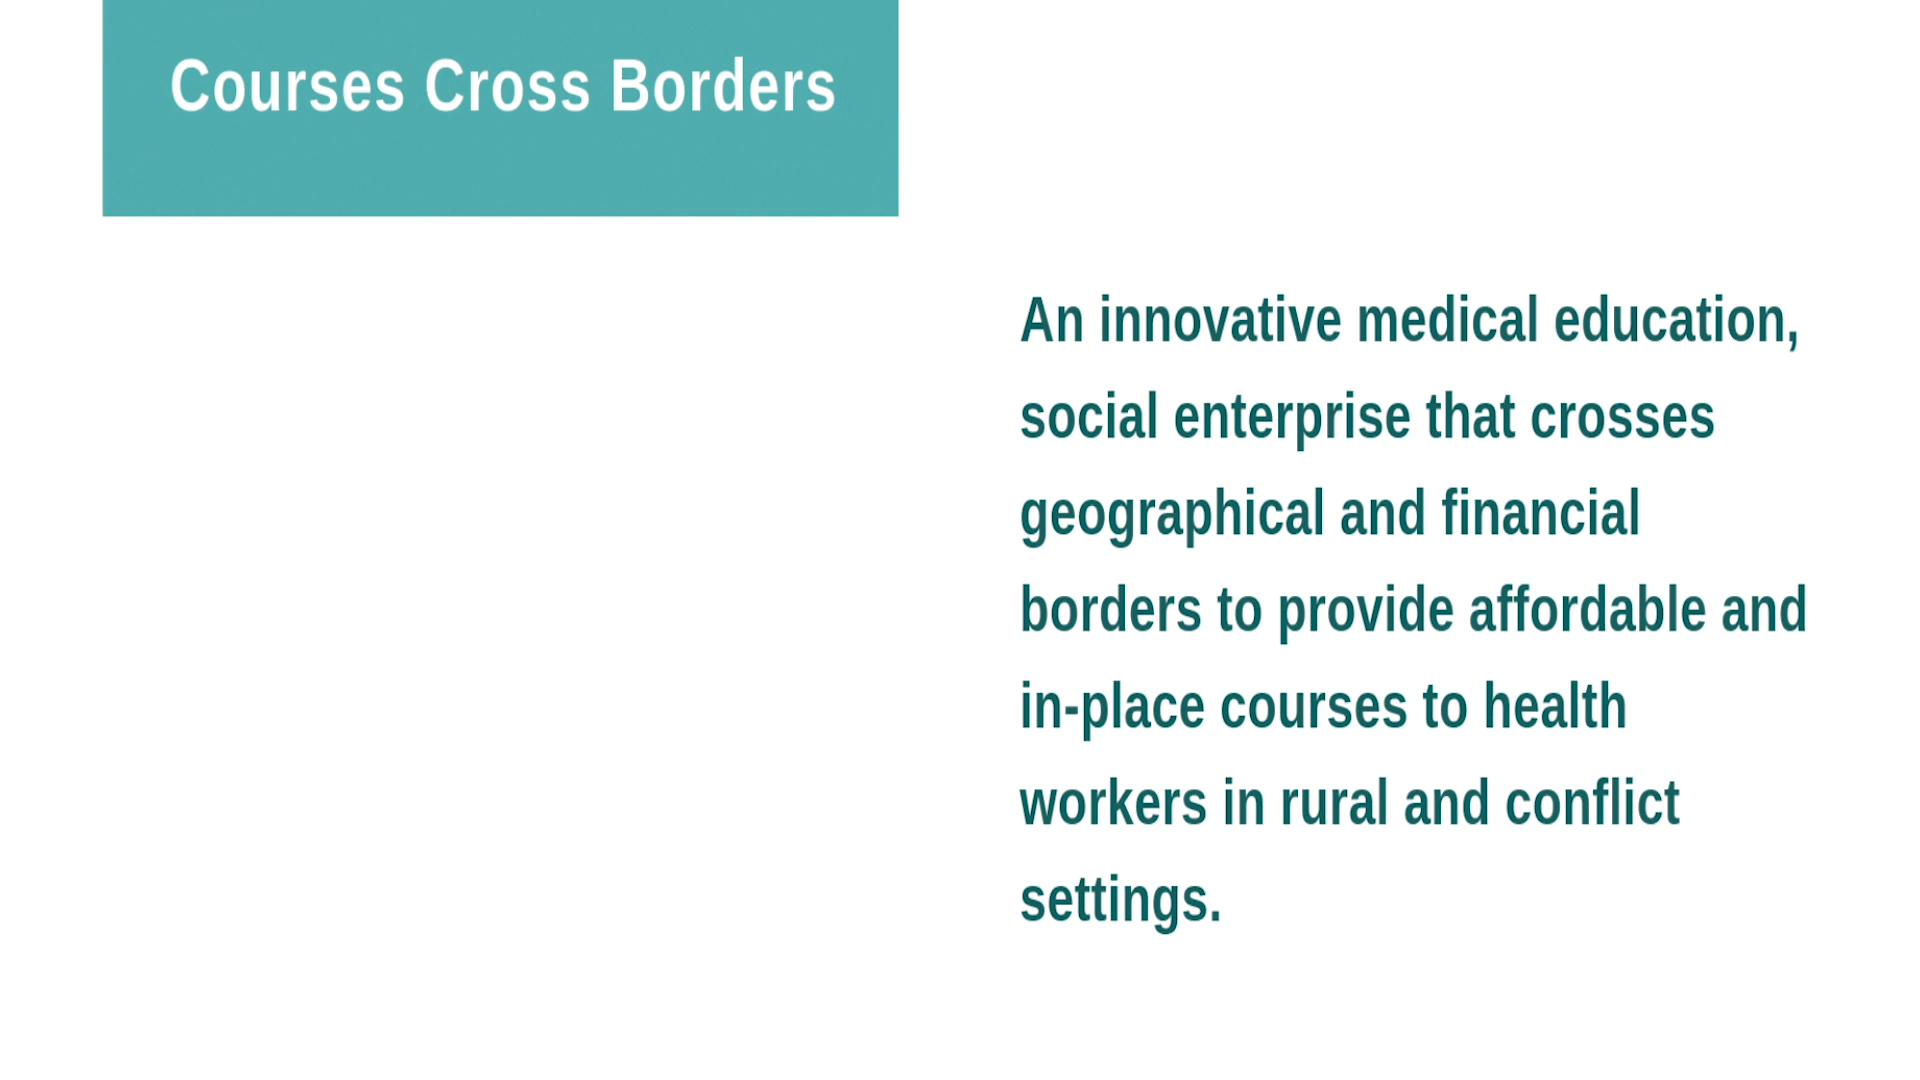 Courses Cross Borders
An innovative medical education,
social enterprise that crosses
geographical and financial
borders to provide affordable and
in-place courses to health
workers in rural and conflict
settings.